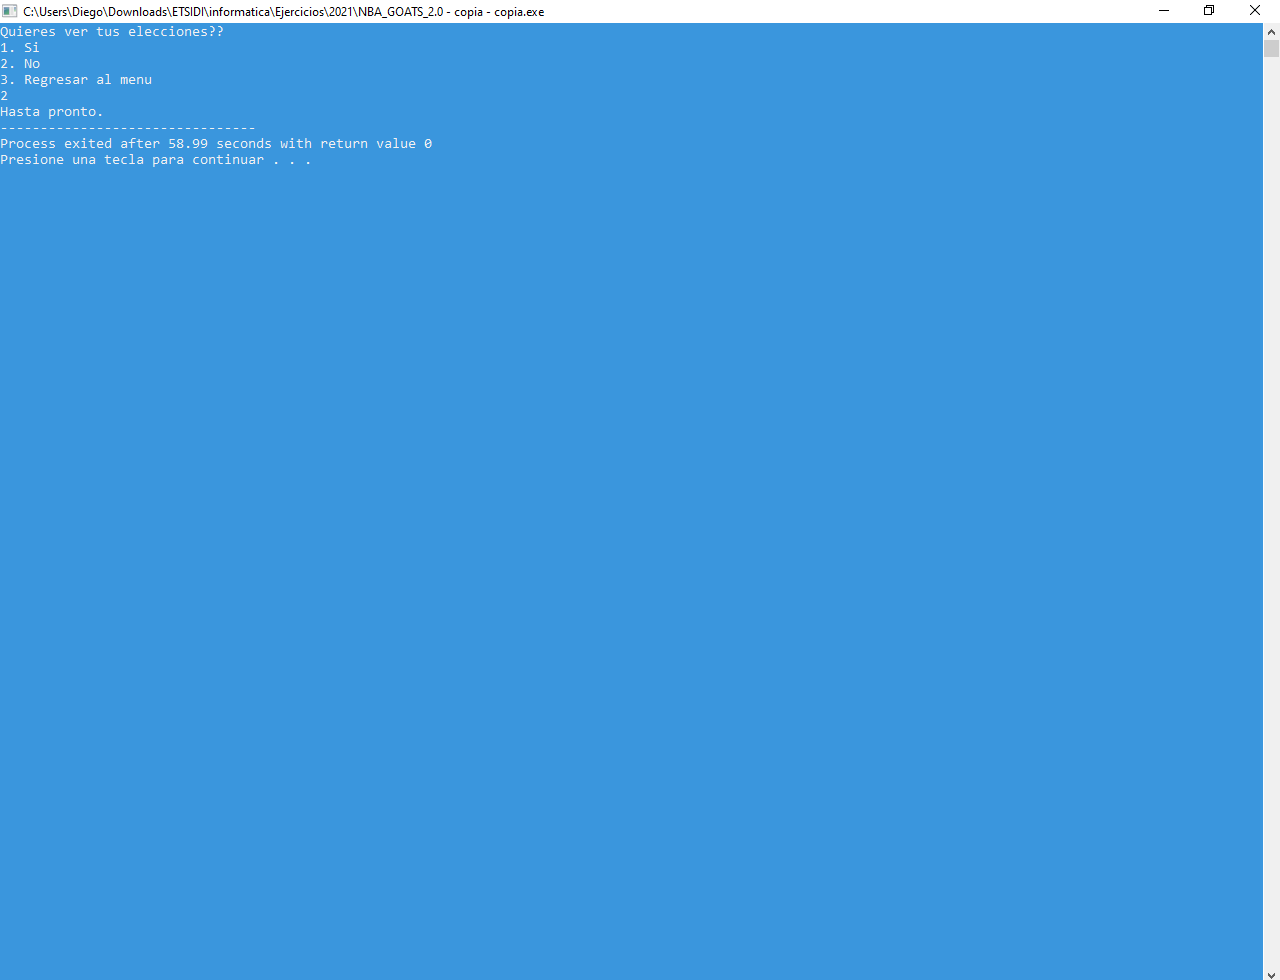 C:\Users\Diego\Downloads\ETSIDI\informatica\Ejercicios\2021\NBA_GOATS_2.0 - copia - copia.exe
Quieres ver tus elecciones??
1. Si
2. No
3. Regresar al menu
2
Hasta pronto.
--------------------------------
Process exited after 58.99 seconds with return value 0
Presione una tecla para continuar . . .